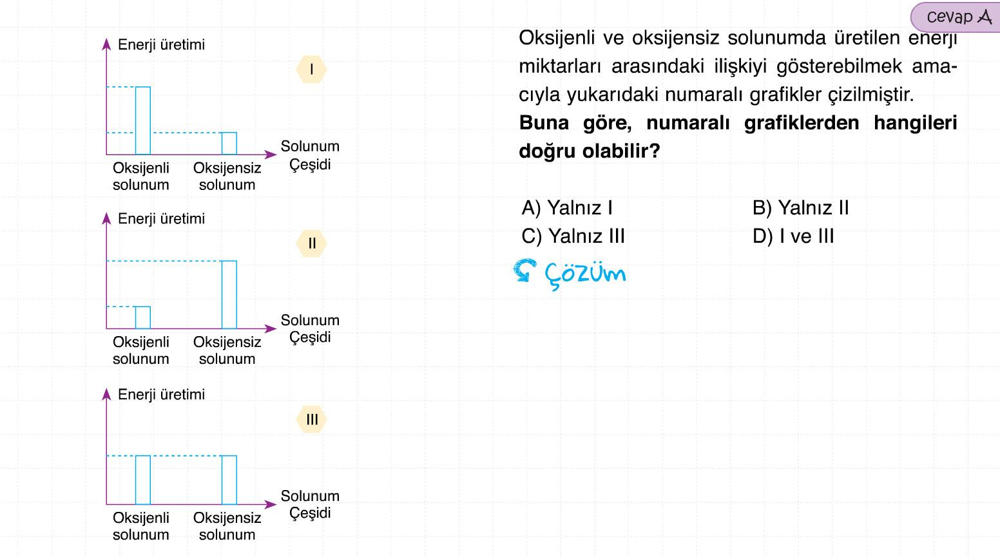 Enerji üretimi
I
Solunum
Çeşidi
Oksijenli
solunum
Oksijensiz
solunum
Enerji üretimi
II
Solunum
Çeşidi
Oksijenli
solunum
Oksijensiz
solunum
Enerji üretimi
III
Solunum
Çeşidi
Oksijenli
solunum
Oksijensiz
solunum
Cevap A
Oksijenli ve oksijensiz solunumda üretilen enerji
miktarları arasındaki ilişkiyi gösterebilmek ama-
cıyla yukarıdaki numaralı grafikler çizilmiştir.
Buna göre, numaralı grafiklerden hangileri
doğru olabilir?
A) Yalnız I
B) Yalnız II
C) Yalnız III
D) I ve III
Çözüm